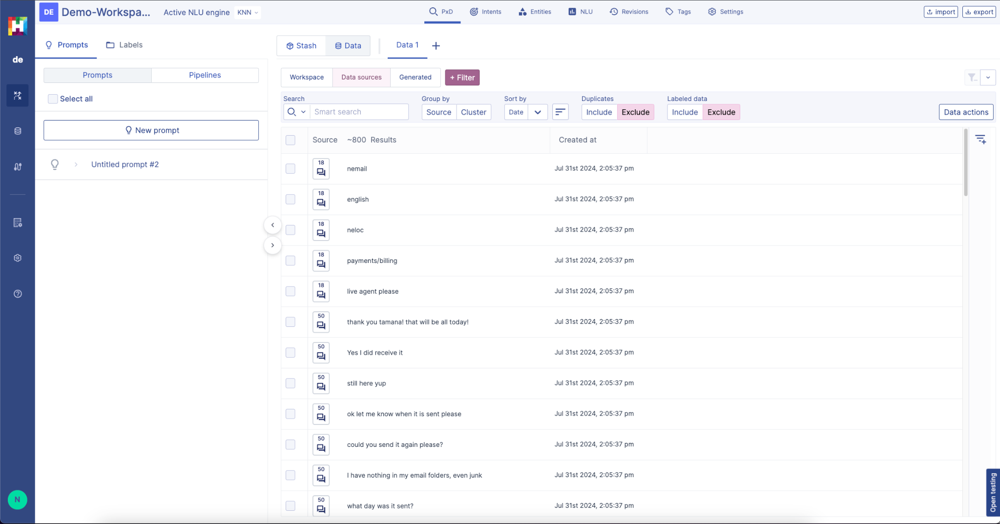 DE Demo-Workspa... Active NLU engine KNN
PxD Intents Entities NLU Revisions Tags Settings
import export
H
de
N
Prompts Labels
Prompts Pipelines
Select all
New prompt
Untitled prompt #2
Stash Data Data 1 +
Workspace Data sources Generated + Filter
Search Group by Sort by Duplicates Labeled data
Smart search Source Cluster Date Include Exclude Include Exclude Data actions
Source ~800 Results Created at
18 nemail Jul 31st 2024, 2:05:37 pm
18 english Jul 31st 2024, 2:05:37 pm
18 neloc Jul 31st 2024, 2:05:37 pm
18 payments/billing Jul 31st 2024, 2:05:37 pm
18 live agent please Jul 31st 2024, 2:05:37 pm
50 thank you tamana! that will be all today! Jul 31st 2024, 2:05:37 pm
50 Yes I did receive it Jul 31st 2024, 2:05:37 pm
50 still here yup Jul 31st 2024, 2:05:37 pm
50 ok let me know when it is sent please Jul 31st 2024, 2:05:37 pm
50 could you send it again please? Jul 31st 2024, 2:05:37 pm
50 I have nothing in my email folders, even junk Jul 31st 2024, 2:05:37 pm
50 what day was it sent? Jul 31st 2024, 2:05:37 pm
Open testing